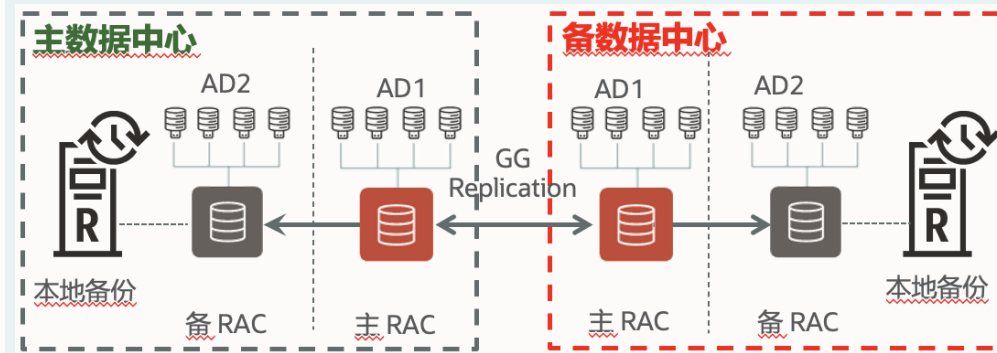 主数据中心
备数据中心
AD2
AD1
AD1
AD2
GG
Replication
R
R
本地备份
本地备份
备 RAC
主 RAC
主 RAC
备 RAC